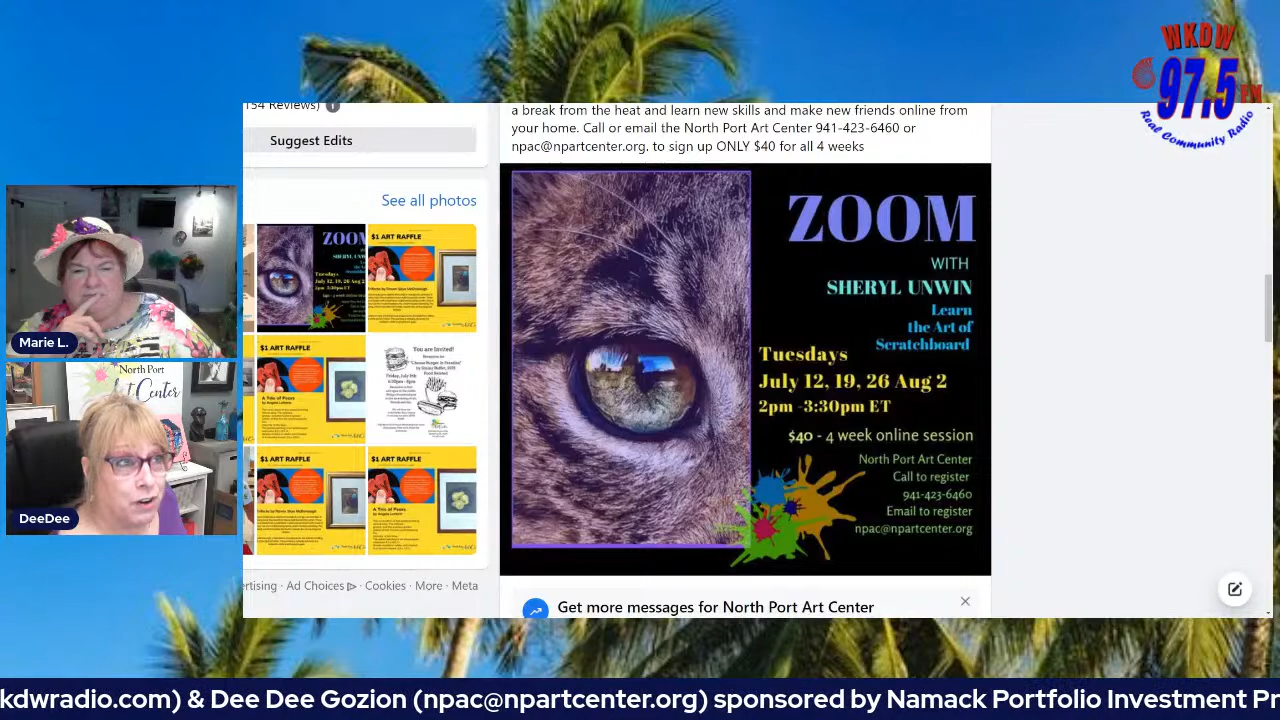 WKDW
97.5 FM
Real Community Radio
154 Reviews)
Suggest Edits
See all photos
a break from the heat and learn new skills and make new friends online from
your home. Call or email the North Port Art Center 941-423-6460 or
npac@npartcenter.org. to sign up ONLY $40 for all 4 weeks
ZOOM
WITH
SHERYL UNWIN
Learn
the Art of
Scratchboard
Tuesdays
July 12, 19, 26 Aug 2
2pm -3:30pm ET
$40 - 4 week online session
North Port Art Center
Call to register
941-423-6460
Email to register
npac@npartcenter.org
$1 ART RAFFLE
$1 ART RAFFLE
You are Invited!
$1 ART RAFFLE
$1 ART RAFFLE
A Trio of Peace
Marie L.
North Port
Center
DeeDee
ertising · Ad Choices · Cookies · More · Meta
Get more messages for North Port Art Center
kdwradio.com) & Dee Dee Gozion (npac@npartcenter.org) sponsored by Namack Portfolio Investment Pr